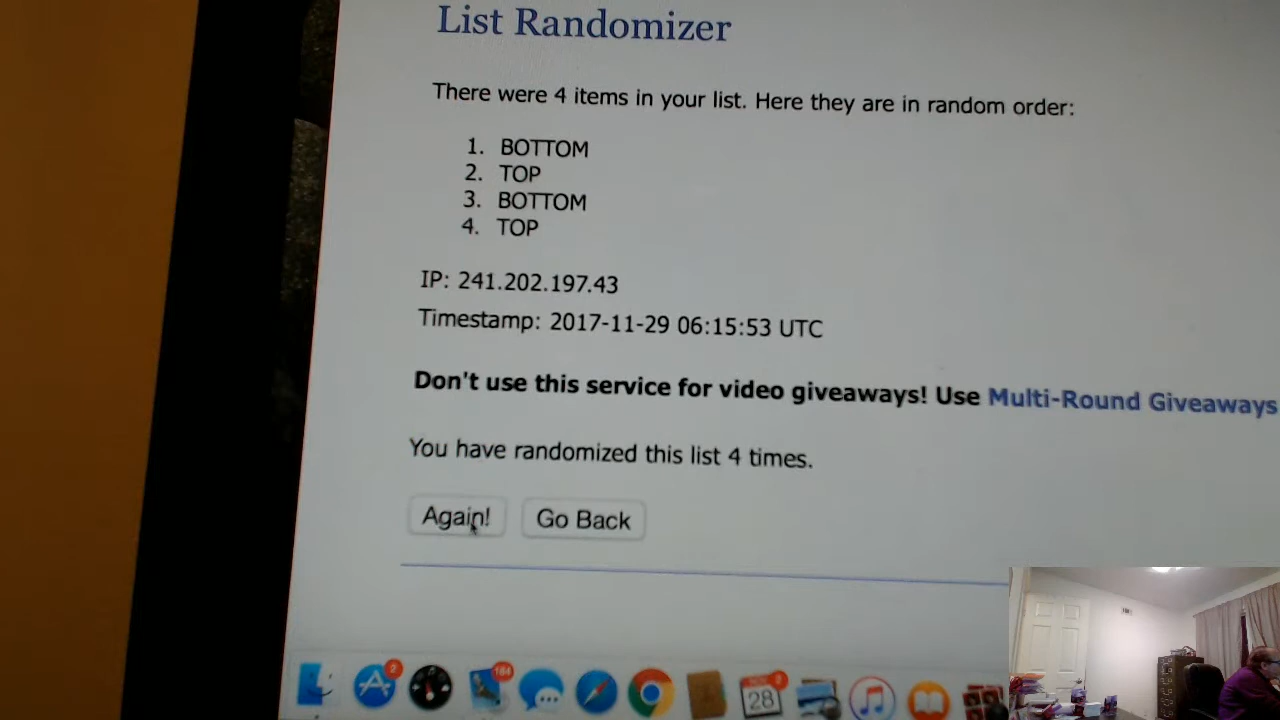 List Randomizer
There were 4 items in your list. Here they are in random order:
1. BOTTOM
2. TOP
3. BOTTOM
4. TOP
IP: 241.202.197.43
Timestamp: 2017-11-29 06:15:53 UTC
Don't use this service for video giveaways! Use Multi-Round Giveaways
You have randomized this list 4 times.
Again! Go Back
2
184
28